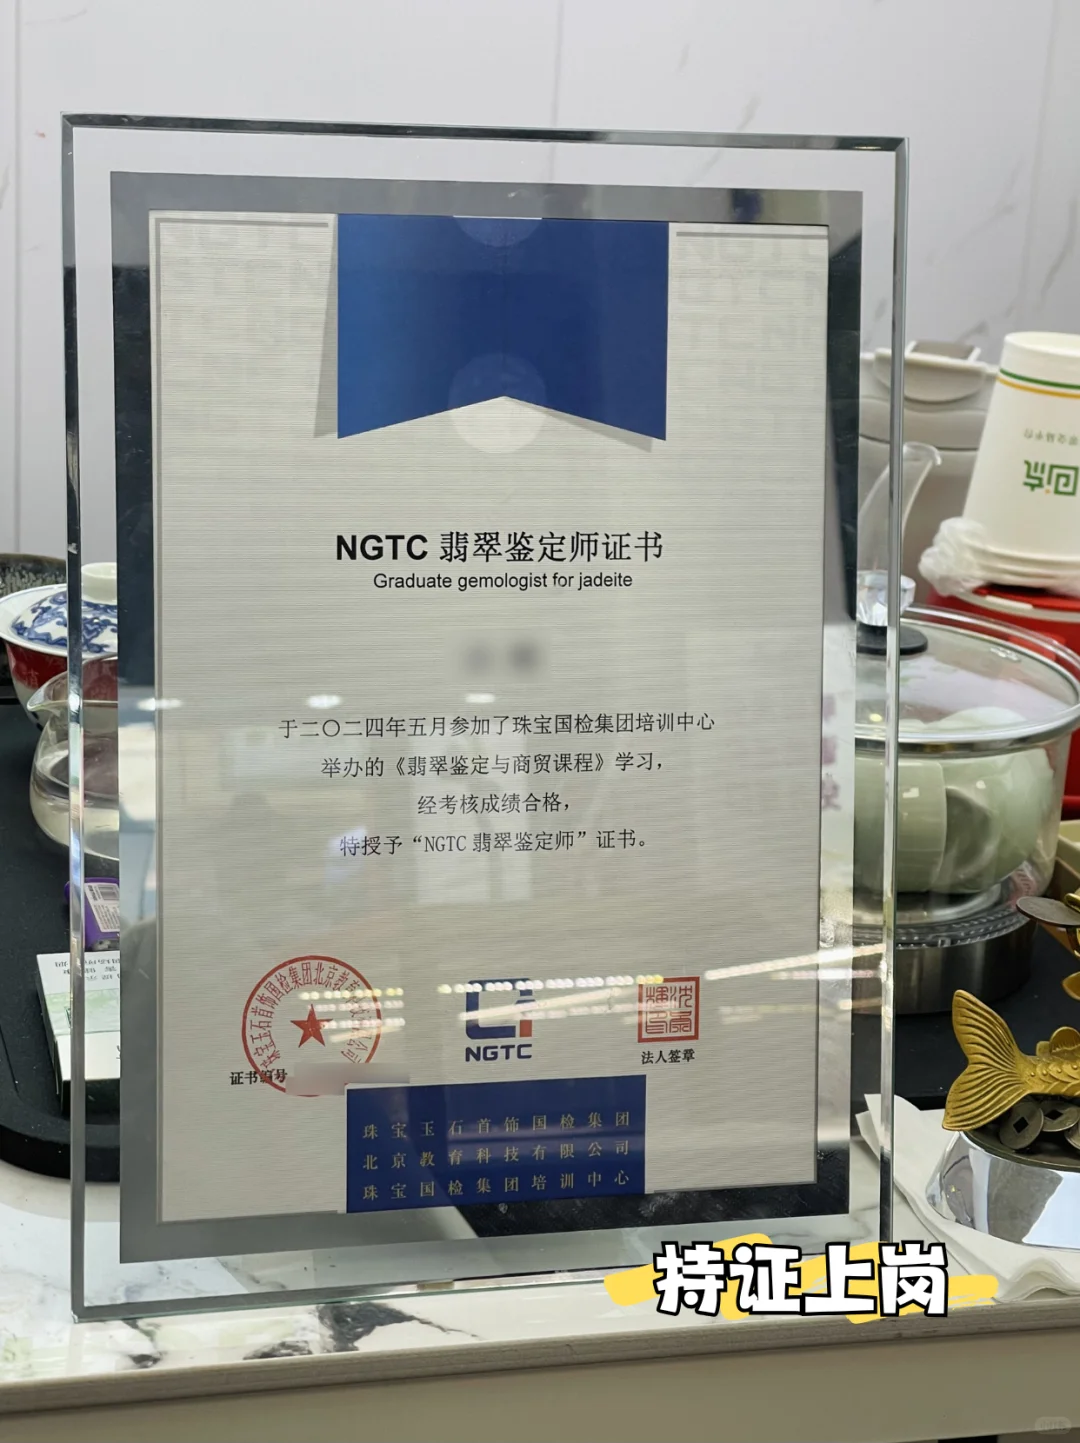 NGTC 翡翠鉴定师证书
Graduate gemologist for jadeite
于二〇二四年五月参加了珠宝国检集团培训中心
举办的《翡翠鉴定与商贸课程》学习，
经考核成绩合格，
特授予“NGTC 翡翠鉴定师”证书。
NGTC
法人签章
证书编号
珠宝玉石首饰国检集团
北京教育科技有限公司
珠宝国检集团培训中心
持证上岗